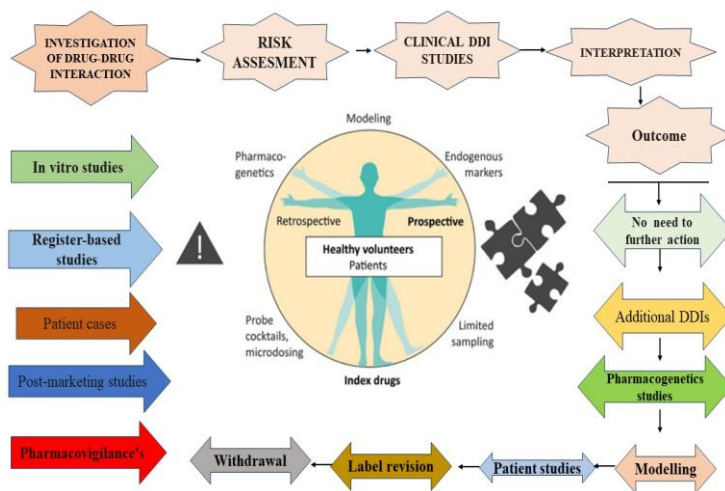 INVESTIGATION
OF DRUG-DRUG
INTERACTION
RISK
ASSESMENT
CLINICAL DDI
STUDIES
INTERPRETATION
Outcome
In vitro studies
Register-based
studies
Patient cases
Post-marketing studies
Pharmacovigilance's
Modeling
Pharmaco-
genetics
Endogenous
markers
Retrospective
Prospective
Healthy volunteers
Patients
Probe
cocktails,
microdosing
Limited
sampling
Index drugs
No need to
further action
Additional DDIs
Pharmacogenetics
studies
Withdrawal
Label revision
Patient studies
Modelling